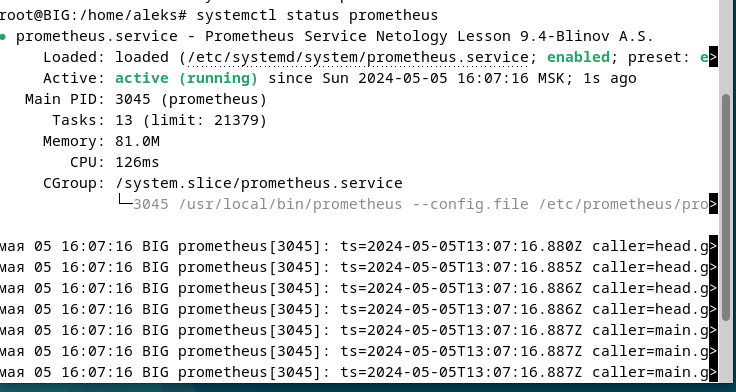 root@BIG:/home/aleks# systemctl status prometheus
● prometheus.service - Prometheus Service Netology Lesson 9.4-Blinov A.S.
Loaded: loaded (/etc/systemd/system/prometheus.service; enabled; preset: e>
Active: active (running) since Sun 2024-05-05 16:07:16 MSK; 1s ago
Main PID: 3045 (prometheus)
Tasks: 13 (limit: 21379)
Memory: 81.0M
CPU: 126ms
CGroup: /system.slice/prometheus.service
└─3045 /usr/local/bin/prometheus --config.file /etc/prometheus/pro>
мая 05 16:07:16 BIG prometheus[3045]: ts=2024-05-05T13:07:16.880Z caller=head.g>
мая 05 16:07:16 BIG prometheus[3045]: ts=2024-05-05T13:07:16.885Z caller=head.g>
мая 05 16:07:16 BIG prometheus[3045]: ts=2024-05-05T13:07:16.886Z caller=head.g>
мая 05 16:07:16 BIG prometheus[3045]: ts=2024-05-05T13:07:16.886Z caller=head.g>
мая 05 16:07:16 BIG prometheus[3045]: ts=2024-05-05T13:07:16.887Z caller=main.g>
мая 05 16:07:16 BIG prometheus[3045]: ts=2024-05-05T13:07:16.887Z caller=main.g>
мая 05 16:07:16 BIG prometheus[3045]: ts=2024-05-05T13:07:16.887Z caller=main.g>